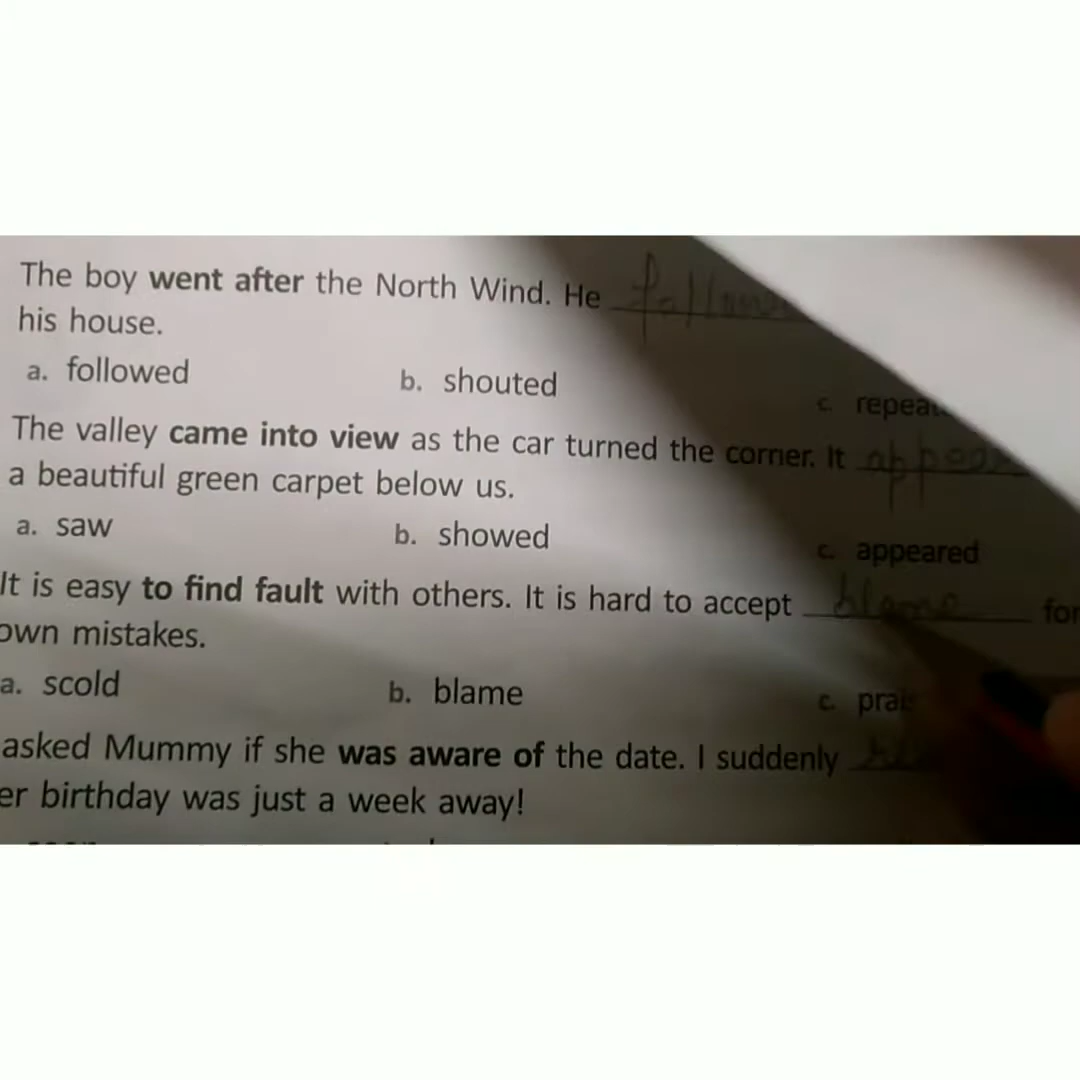 The boy went after the North Wind. He
his house.
a. followed b. shouted c.
The valley came into view as the car turned the corner. It
a beautiful green carpet below us.
a. saw b. showed c. appeared
It is easy to find fault with others. It is hard to accept blame for
own mistakes.
a. scold b. blame c.
asked Mummy if she was aware of the date. I suddenly
er birthday was just a week away!